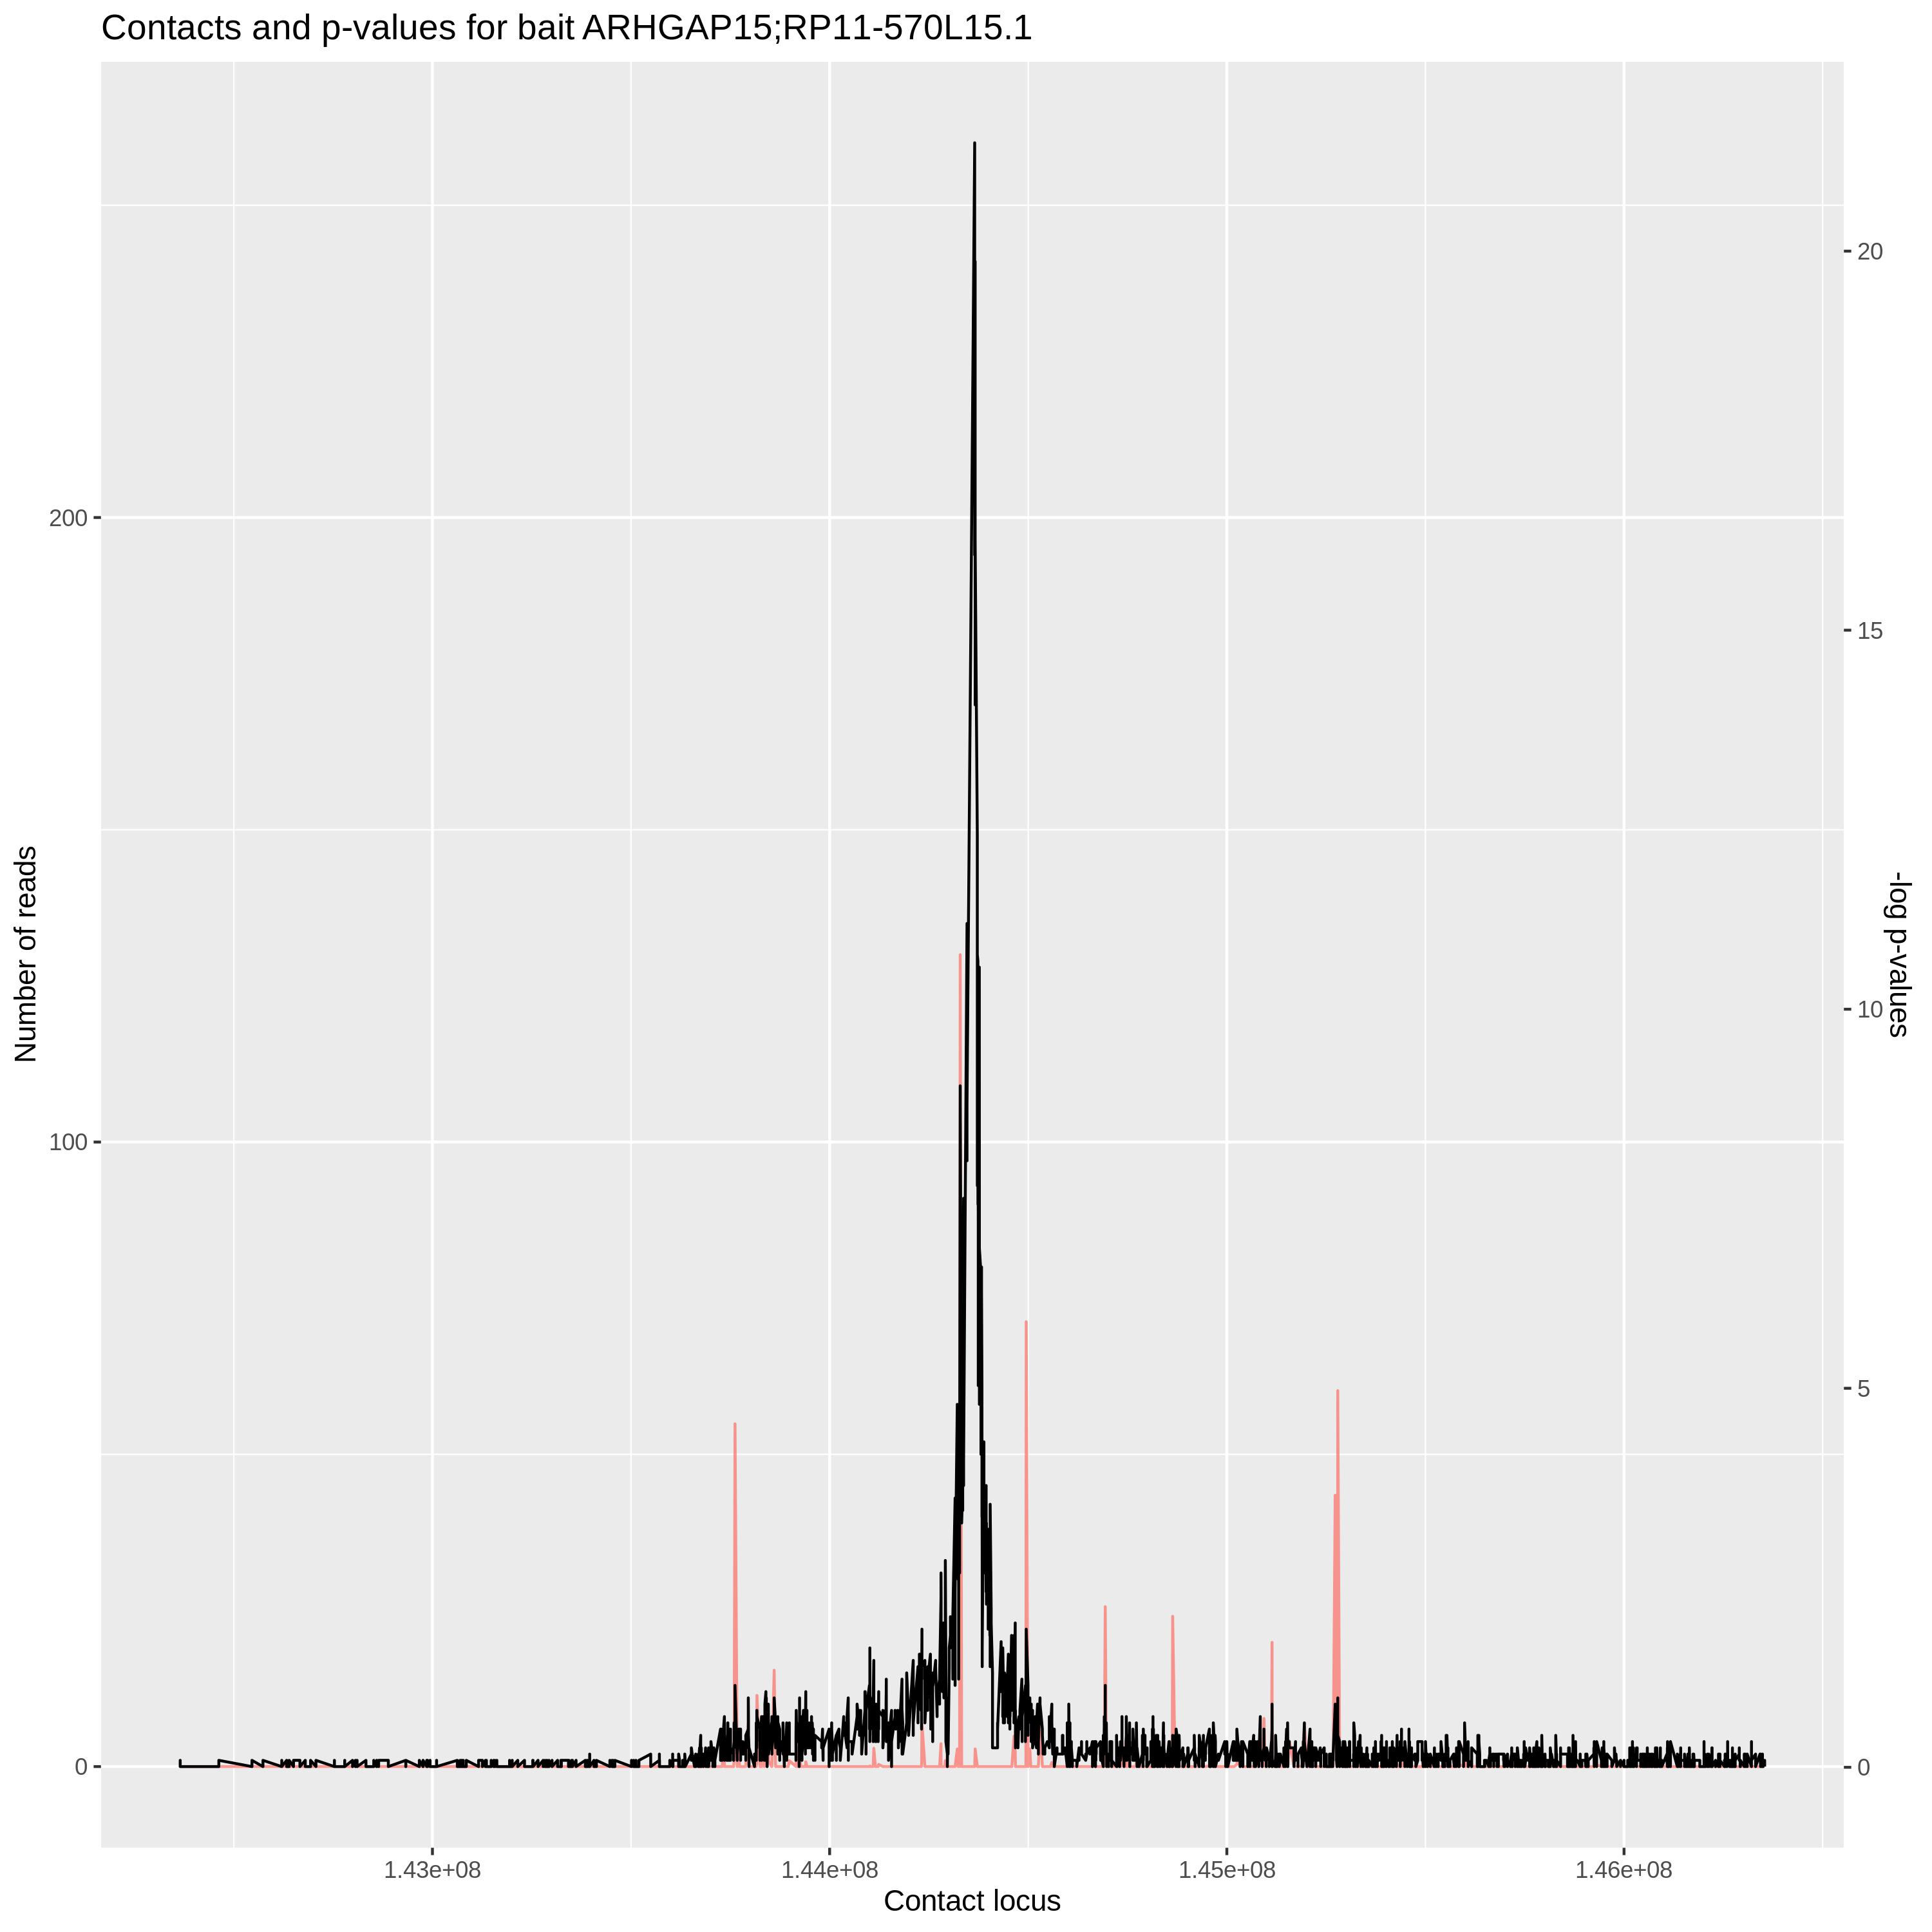 Contacts and p-values for bait ARHGAP15;RP11-570L15.1
Number of reads
200
100
0
20
15
10
5
0
-log p-values
1.43e+08
1.44e+08
1.45e+08
1.46e+08
Contact locus